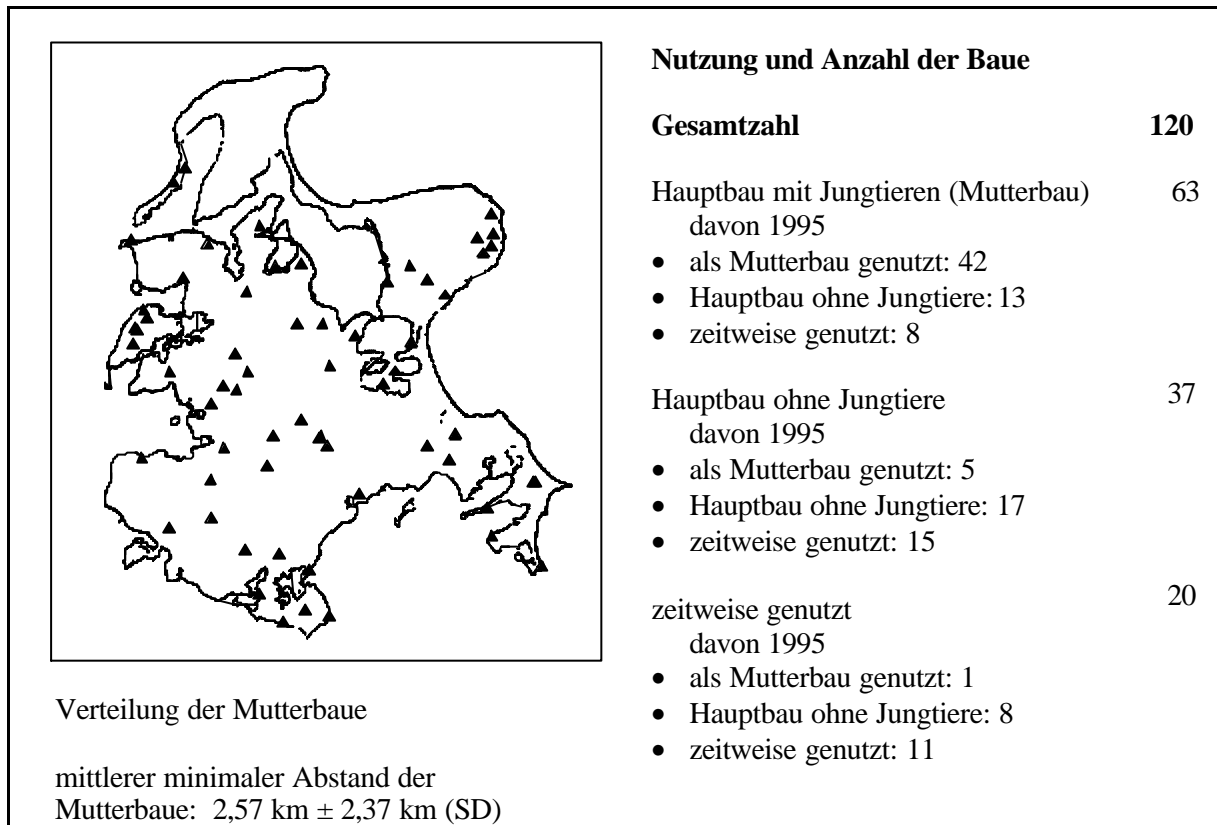 Nutzung und Anzahl der Baue
Gesamtzahl 120
Hauptbau mit Jungtieren (Mutterbau) 63
davon 1995
• als Mutterbau genutzt: 42
• Hauptbau ohne Jungtiere: 13
• zeitweise genutzt: 8
Hauptbau ohne Jungtiere 37
davon 1995
• als Mutterbau genutzt: 5
• Hauptbau ohne Jungtiere: 17
• zeitweise genutzt: 15
zeitweise genutzt 20
davon 1995
• als Mutterbau genutzt: 1
• Hauptbau ohne Jungtiere: 8
• zeitweise genutzt: 11
Verteilung der Mutterbaue
mittlerer minimaler Abstand der
Mutterbaue: 2,57 km ± 2,37 km (SD)